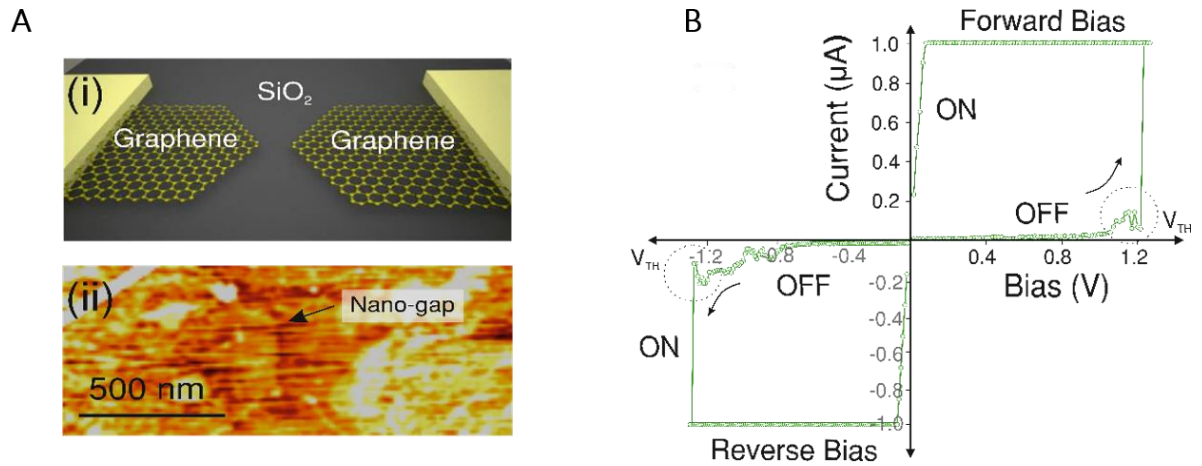 A
(i)
SiO₂
Graphene
Graphene
(ii)
Nano-gap
500 nm
B
Forward Bias
Current (μA)
1.0
0.8
0.6
0.4
0.2
ON
OFF
V_TH
-1.2
-0.8
-0.4
0.4
0.8
1.2
Bias (V)
V_TH
OFF
ON
-0.2
-0.4
-0.6
-0.8
-1.0
Reverse Bias